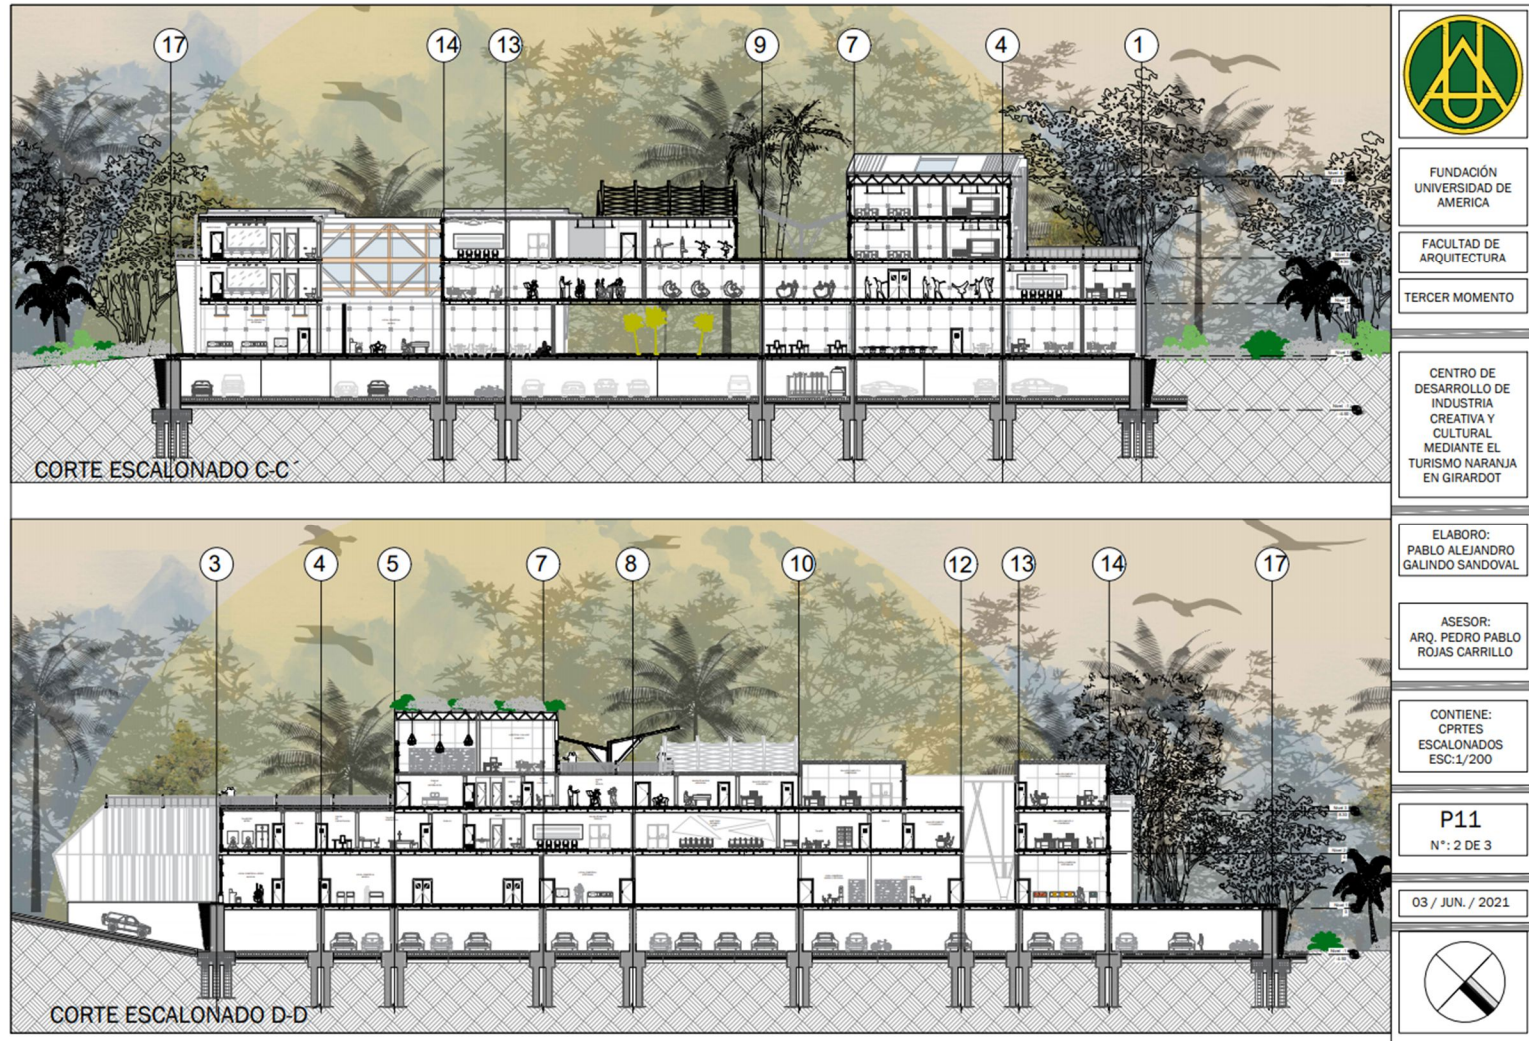 17
14
13
9
7
4
1
CORTE ESCALONADO C-C´
3
4
5
7
8
10
12
13
14
17
CORTE ESCALONADO D-D´
FUNDACIÓN
UNIVERSIDAD DE
AMERICA
FACULTAD DE
ARQUITECTURA
TERCER MOMENTO
CENTRO DE
DESARROLLO DE
INDUSTRIA
CREATIVA Y
CULTURAL
MEDIANTE EL
TURISMO NARANJA
EN GIRARDOT
ELABORO:
PABLO ALEJANDRO
GALINDO SANDOVAL
ASESOR:
ARQ. PEDRO PABLO
ROJAS CARRILLO
CONTIENE:
CPRTES
ESCALONADOS
ESC:1/200
P11
N°: 2 DE 3
03 / JUN. / 2021